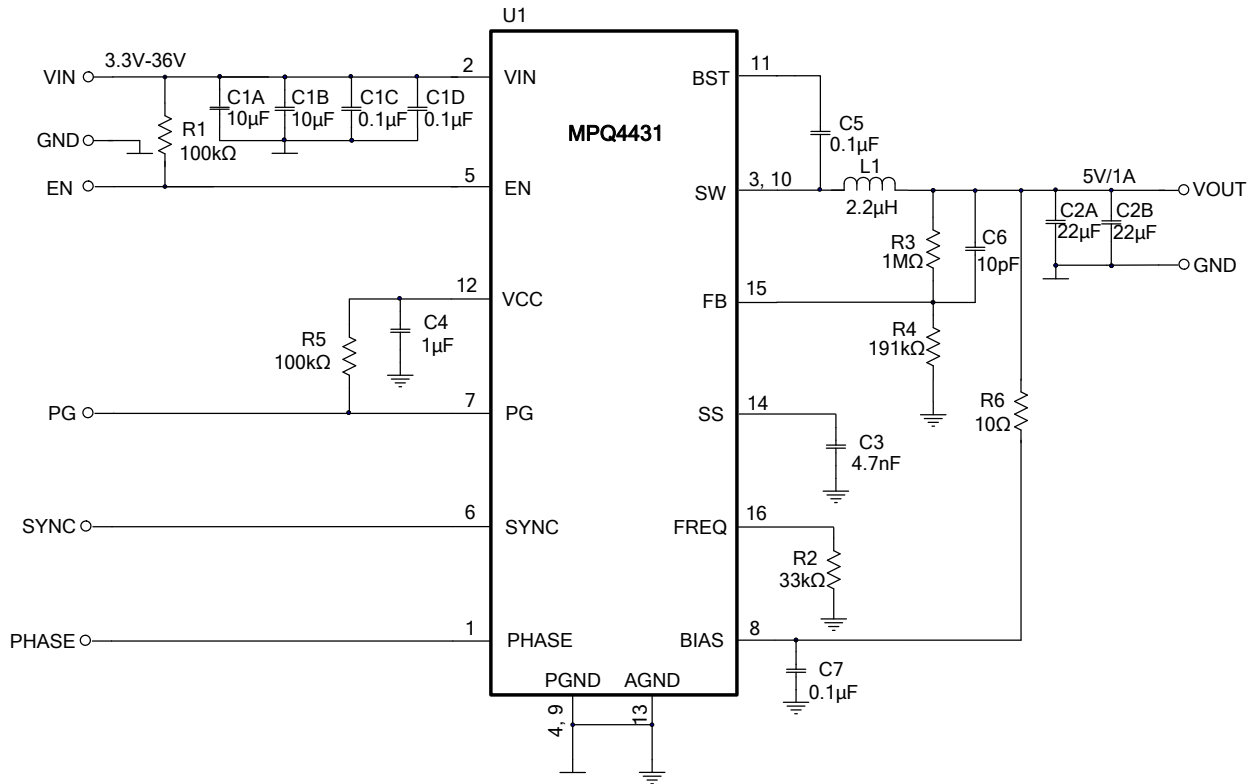 U1
MPQ4431
VIN
3.3V-36V
2
VIN
C1A
10µF
C1B
10µF
C1C
0.1µF
C1D
0.1µF
GND
R1
100kΩ
EN
5
EN
12
VCC
C4
1µF
R5
100kΩ
PG
7
PG
SYNC
6
SYNC
PHASE
1
PHASE
PGND
4, 9
AGND
13
BST
11
C5
0.1µF
SW
3, 10
L1
2.2µH
5V/1A
VOUT
C2A
22µF
C2B
22µF
GND
R3
1MΩ
C6
10pF
FB
15
R4
191kΩ
R6
10Ω
SS
14
C3
4.7nF
FREQ
16
R2
33kΩ
BIAS
8
C7
0.1µF